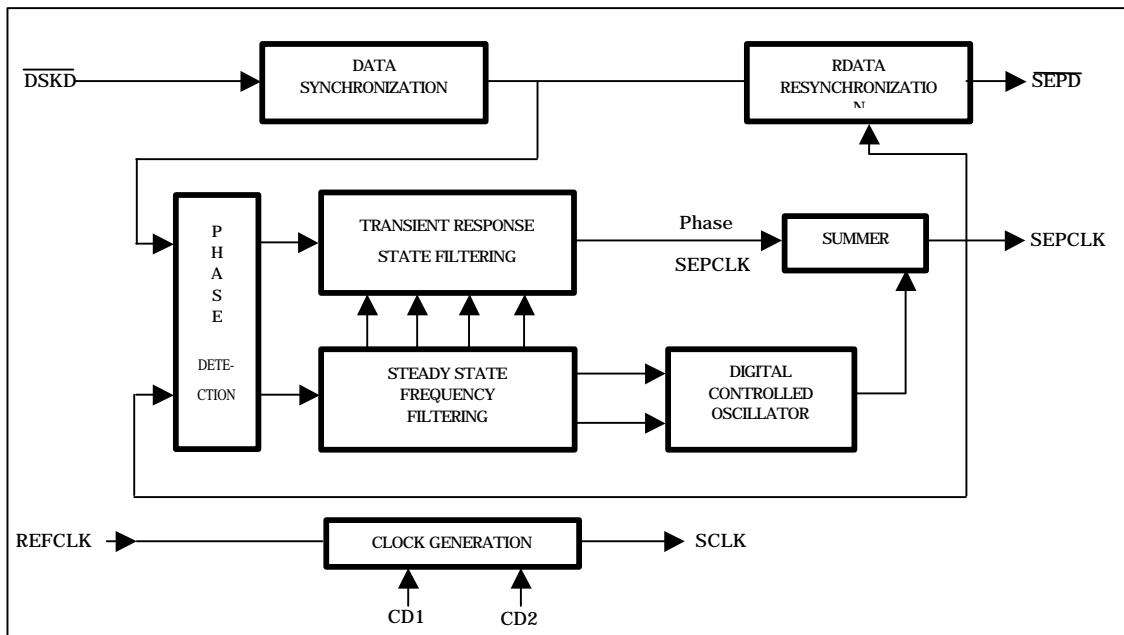 DSKD
DATA
SYNCHRONIZATION
RDATA
RESYNCHRONIZATIO
N
SEPD
P
H
A
S
E
DETE-
CTION
TRANSIENT RESPONSE
STATE FILTERING
Phase
SEPCLK
SUMMER
SEPCLK
STEADY STATE
FREQUENCY
FILTERING
DIGITAL
CONTROLLED
OSCILLATOR
REFCLK
CLOCK GENERATION
SCLK
CD1
CD2